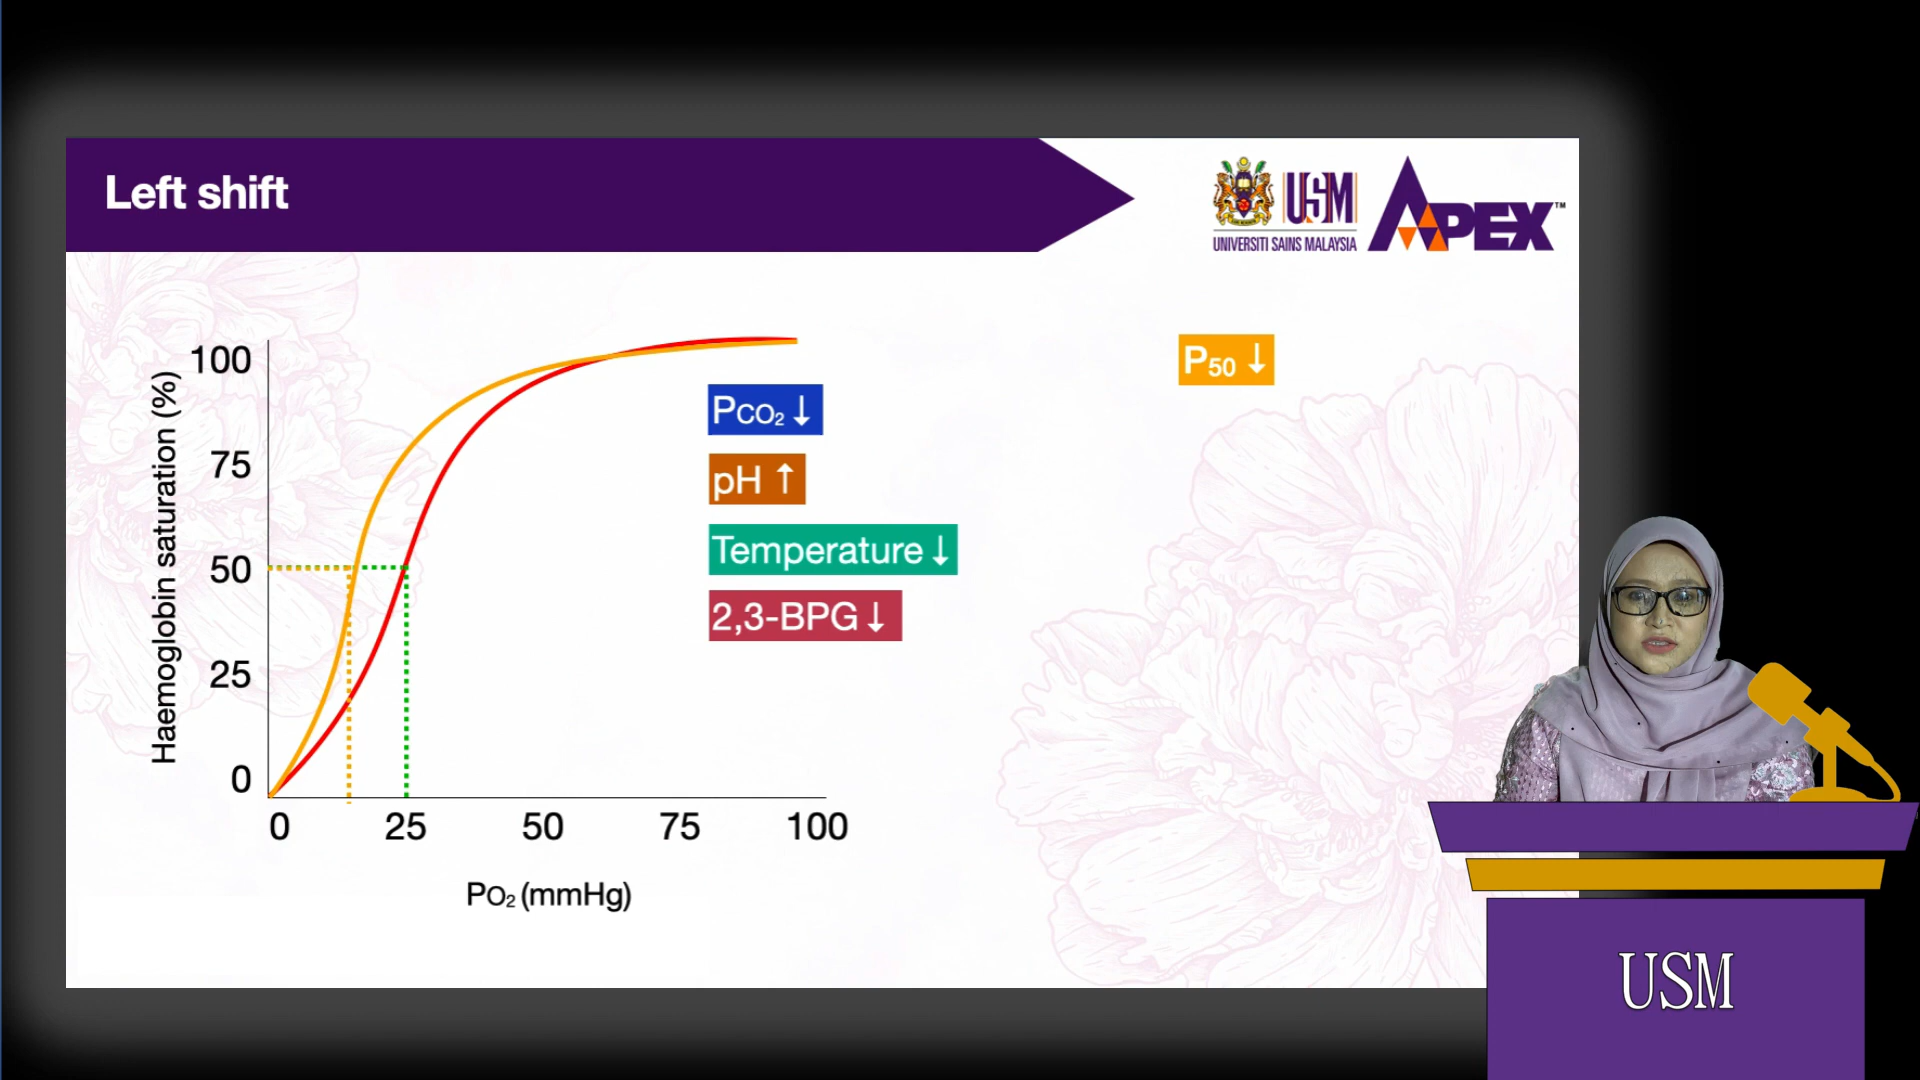 Left shift
USM
UNIVERSITI SAINS MALAYSIA
APEX™
Haemoglobin saturation (%)
100
75
50
25
0
0 25 50 75 100
PO₂ (mmHg)
PCO₂ ↓
pH ↑
Temperature ↓
2,3-BPG ↓
P₅₀ ↓
USM